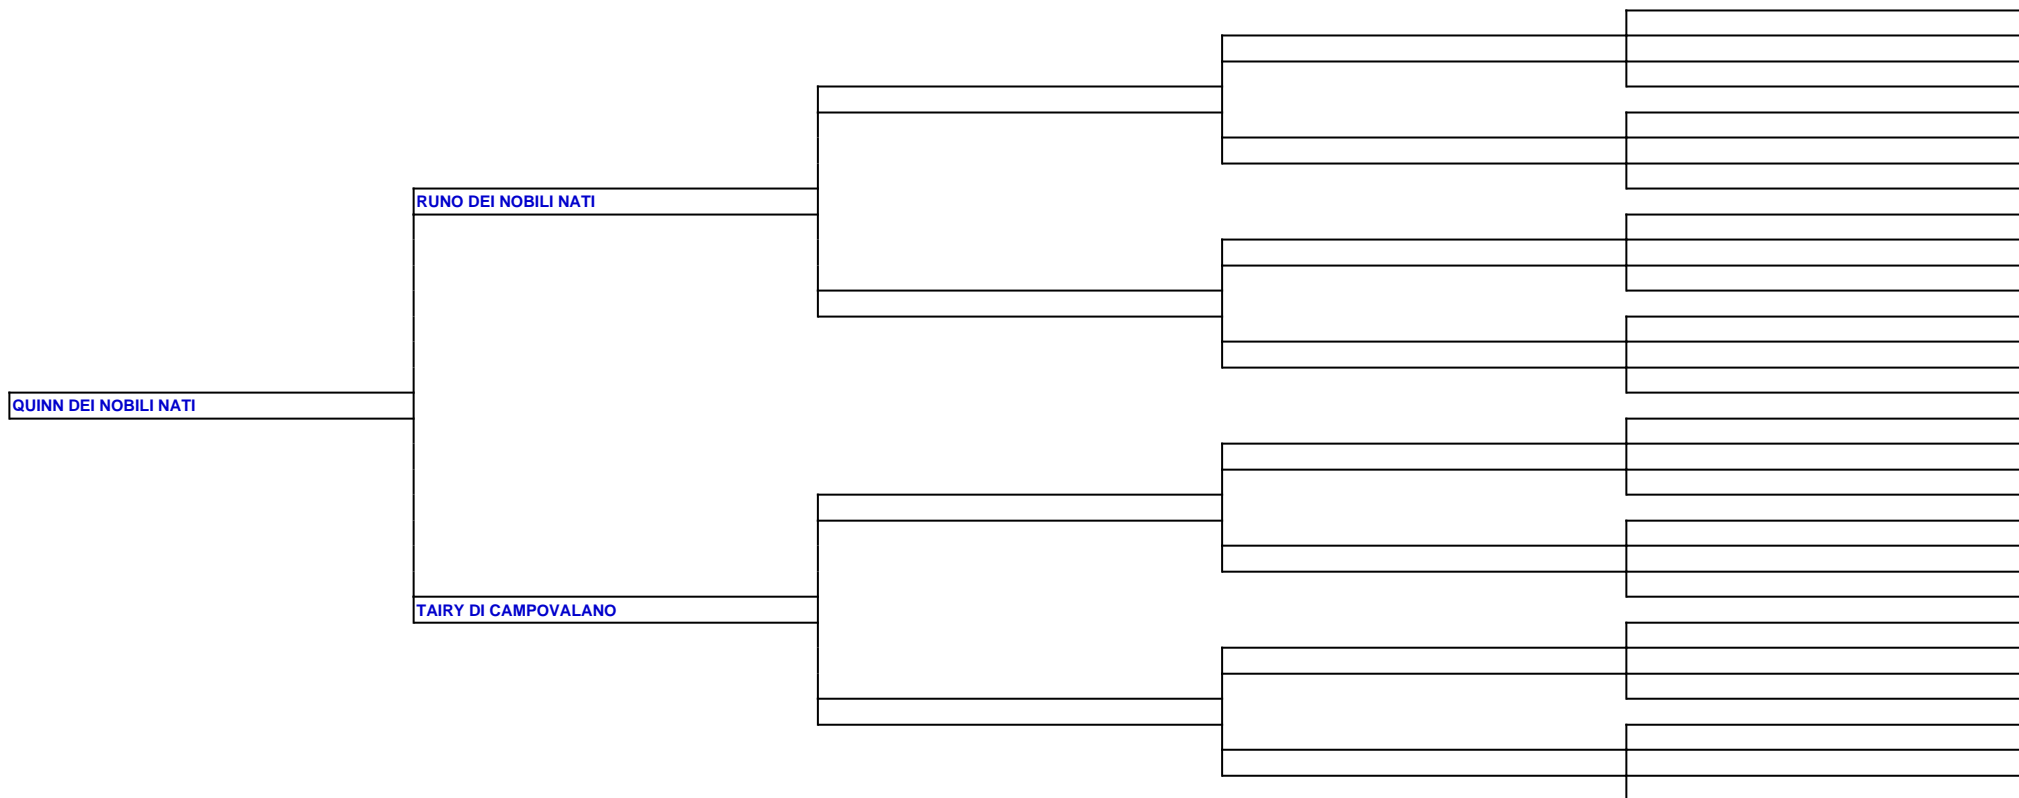 RUNO DEI NOBILI NATI
QUINN DEI NOBILI NATI
TAIRY DI CAMPOVALANO